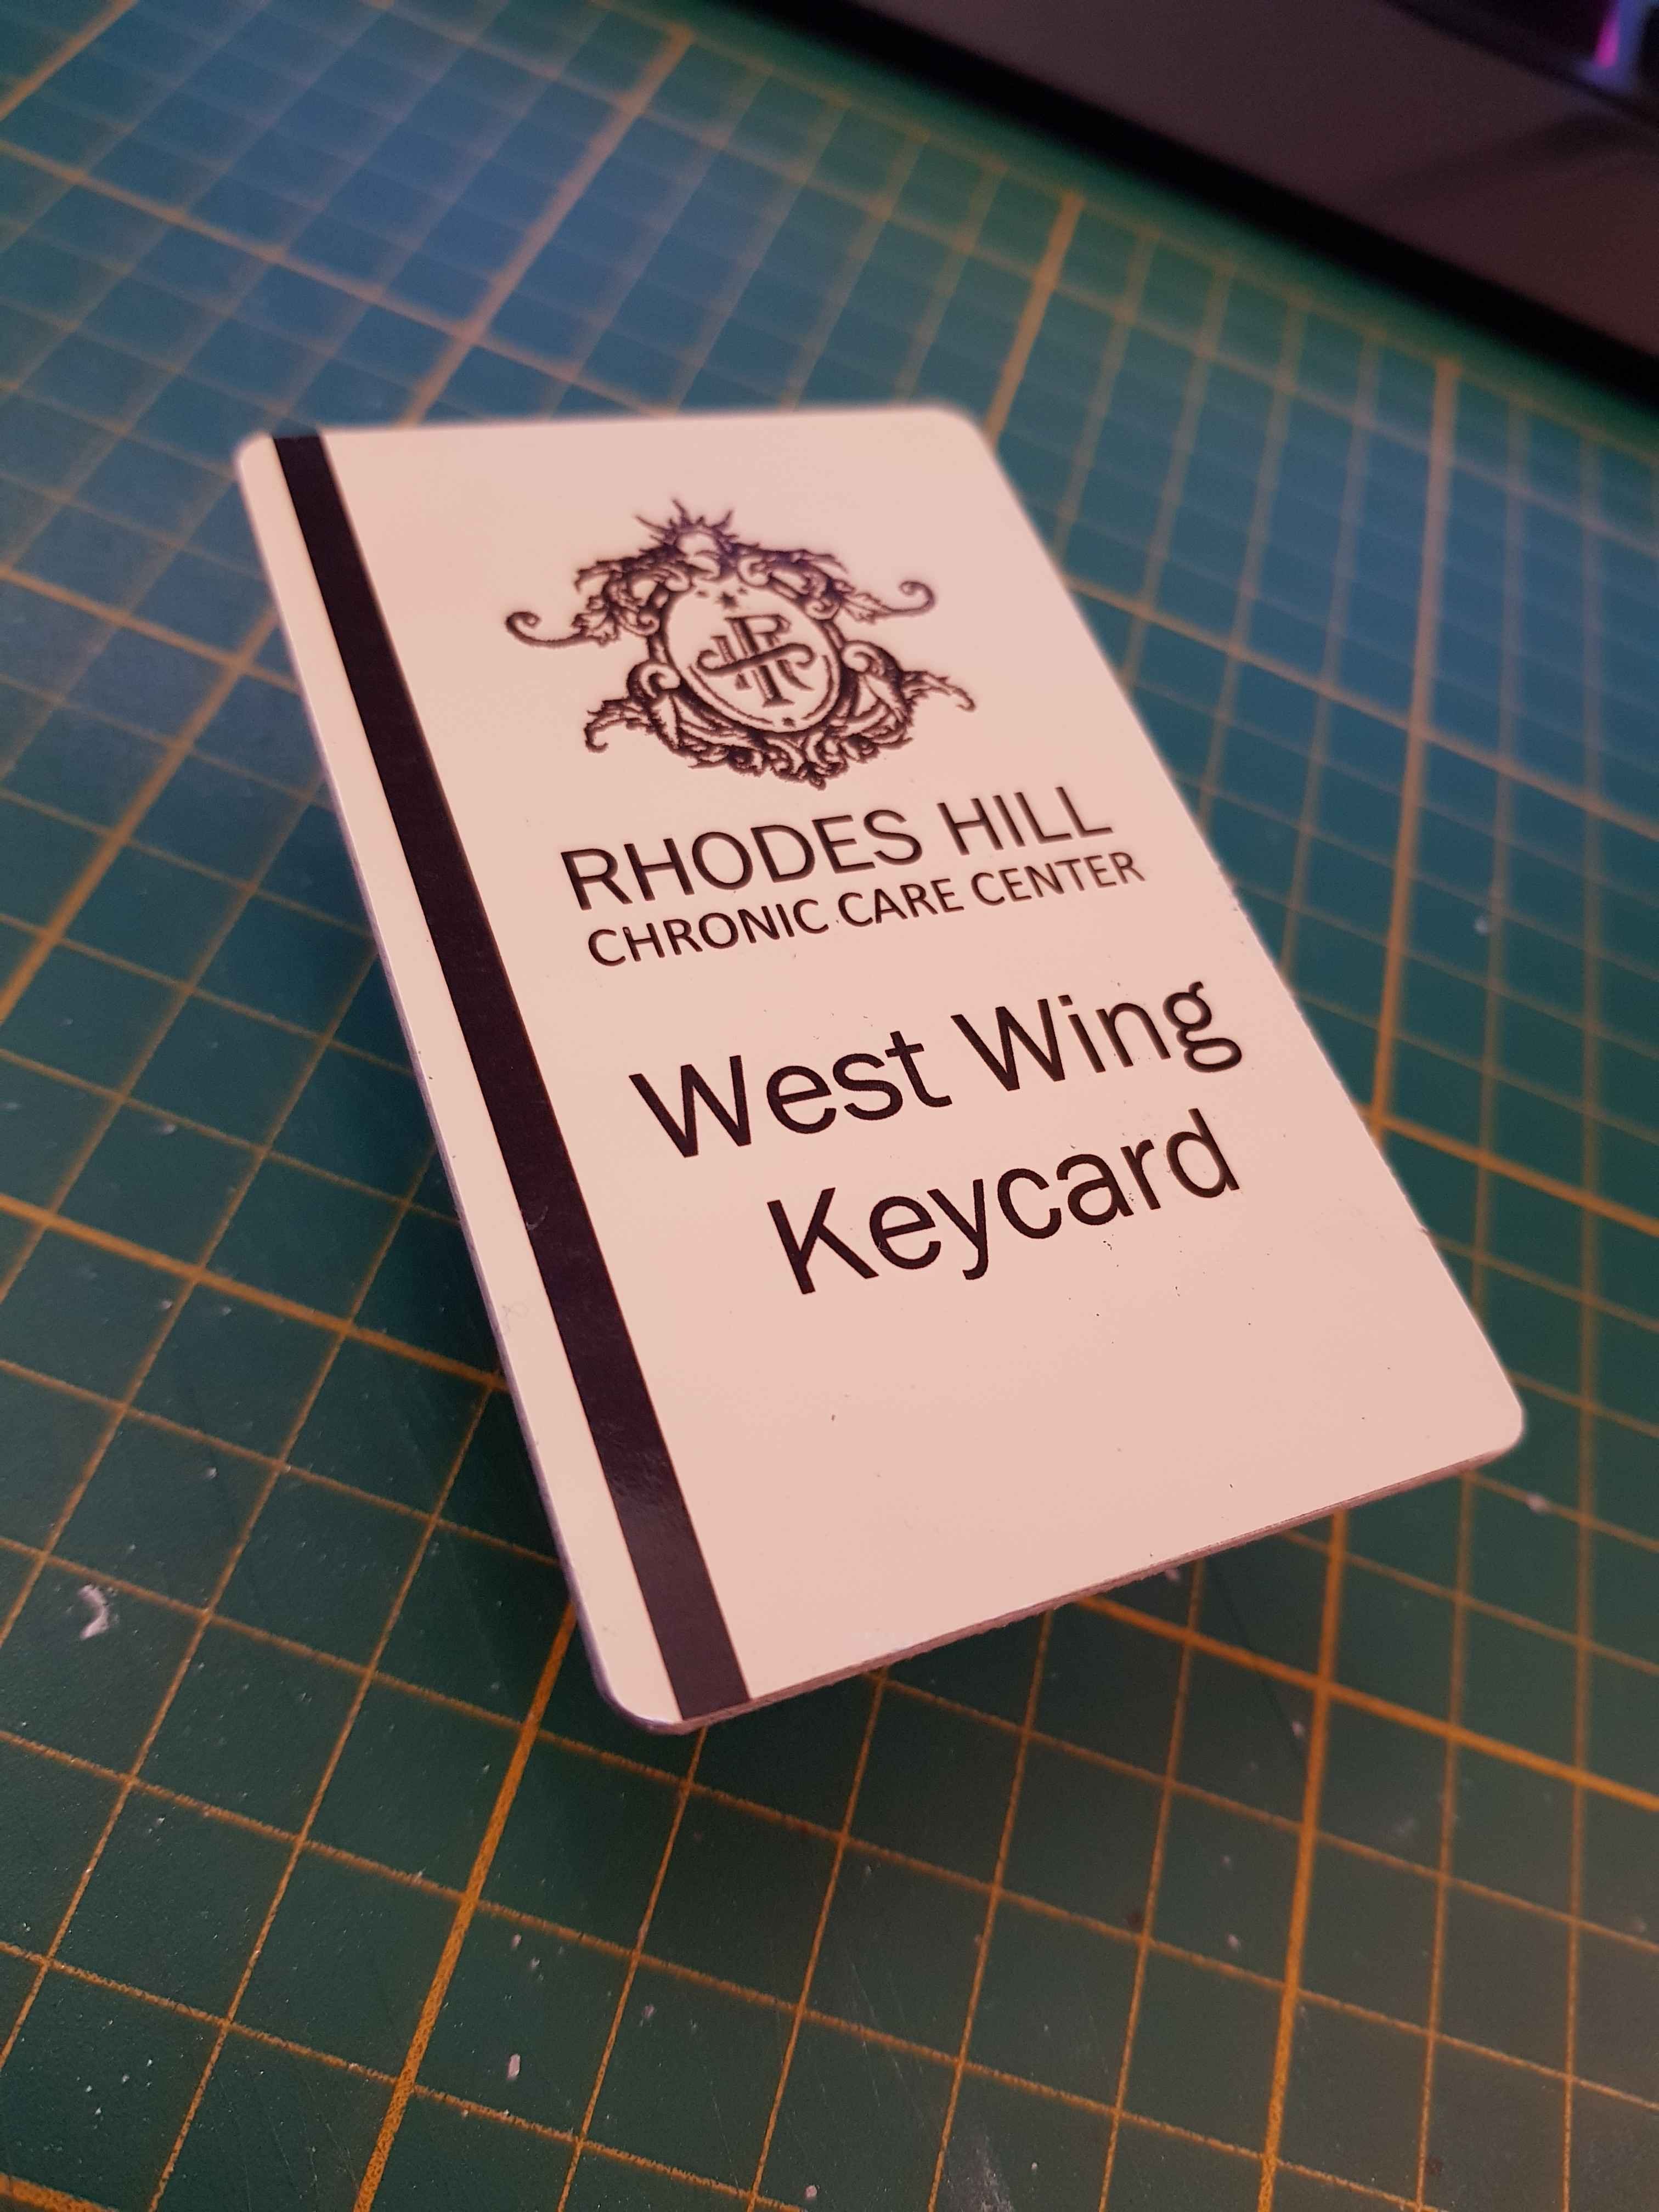 RHODES HILL
CHRONIC CARE CENTER
West Wing
Keycard